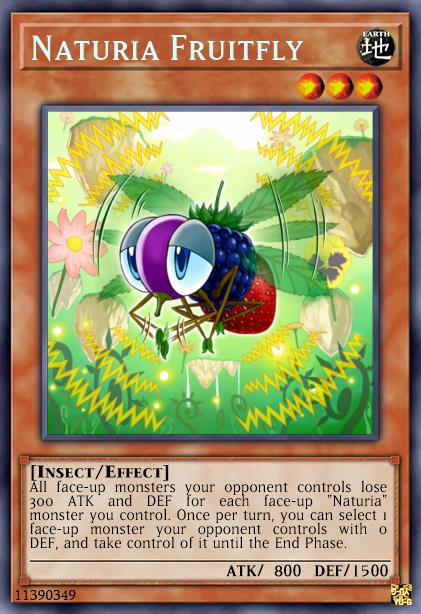 Naturia Fruitfly
EARTH
地
[Insect/Effect]
All face-up monsters your opponent controls lose
300 ATK and DEF for each face-up "Naturia"
monster you control. Once per turn, you can select 1
face-up monster your opponent controls with 0
DEF, and take control of it until the End Phase.
ATK/ 800 DEF/1500
11390349